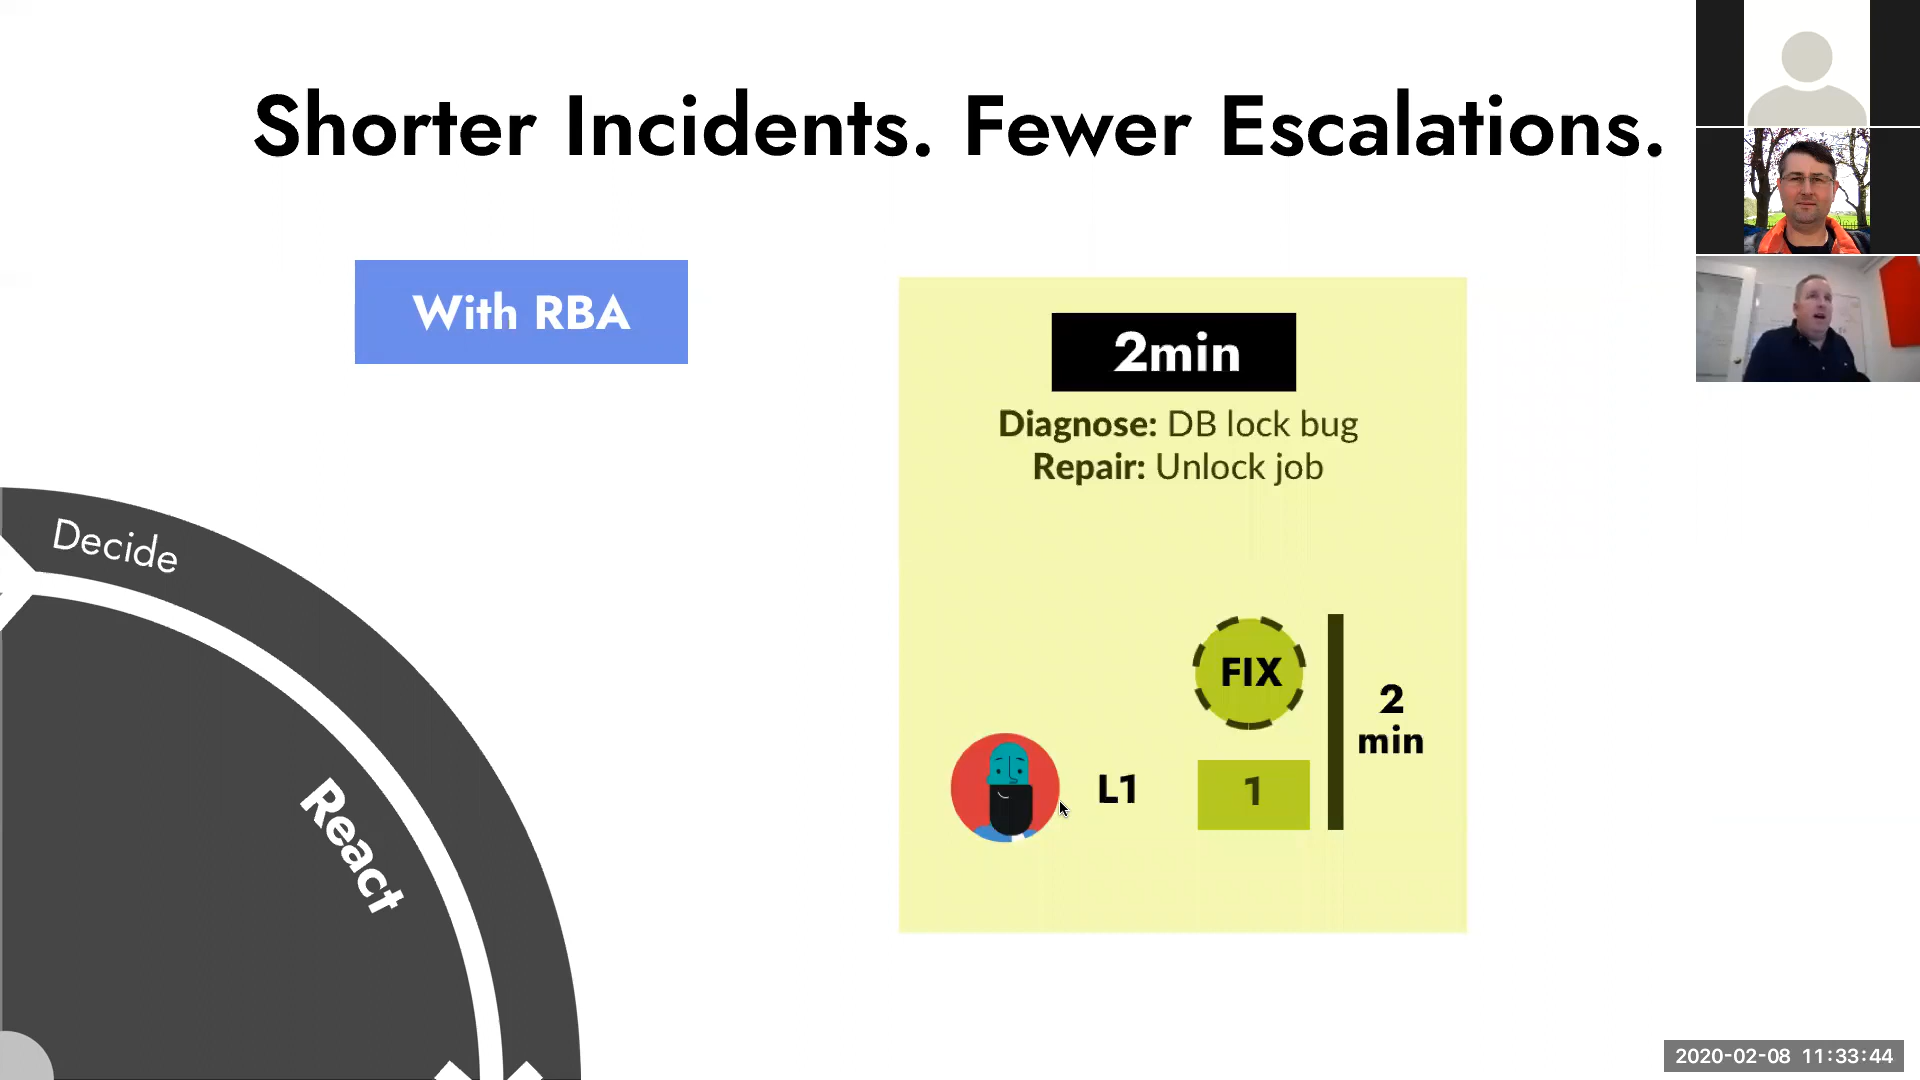 Shorter Incidents. Fewer Escalations.
With RBA
2min
Diagnose: DB lock bug
Repair: Unlock job
Decide
React
FIX
2
min
L1
1
2020-02-08 11:33:44